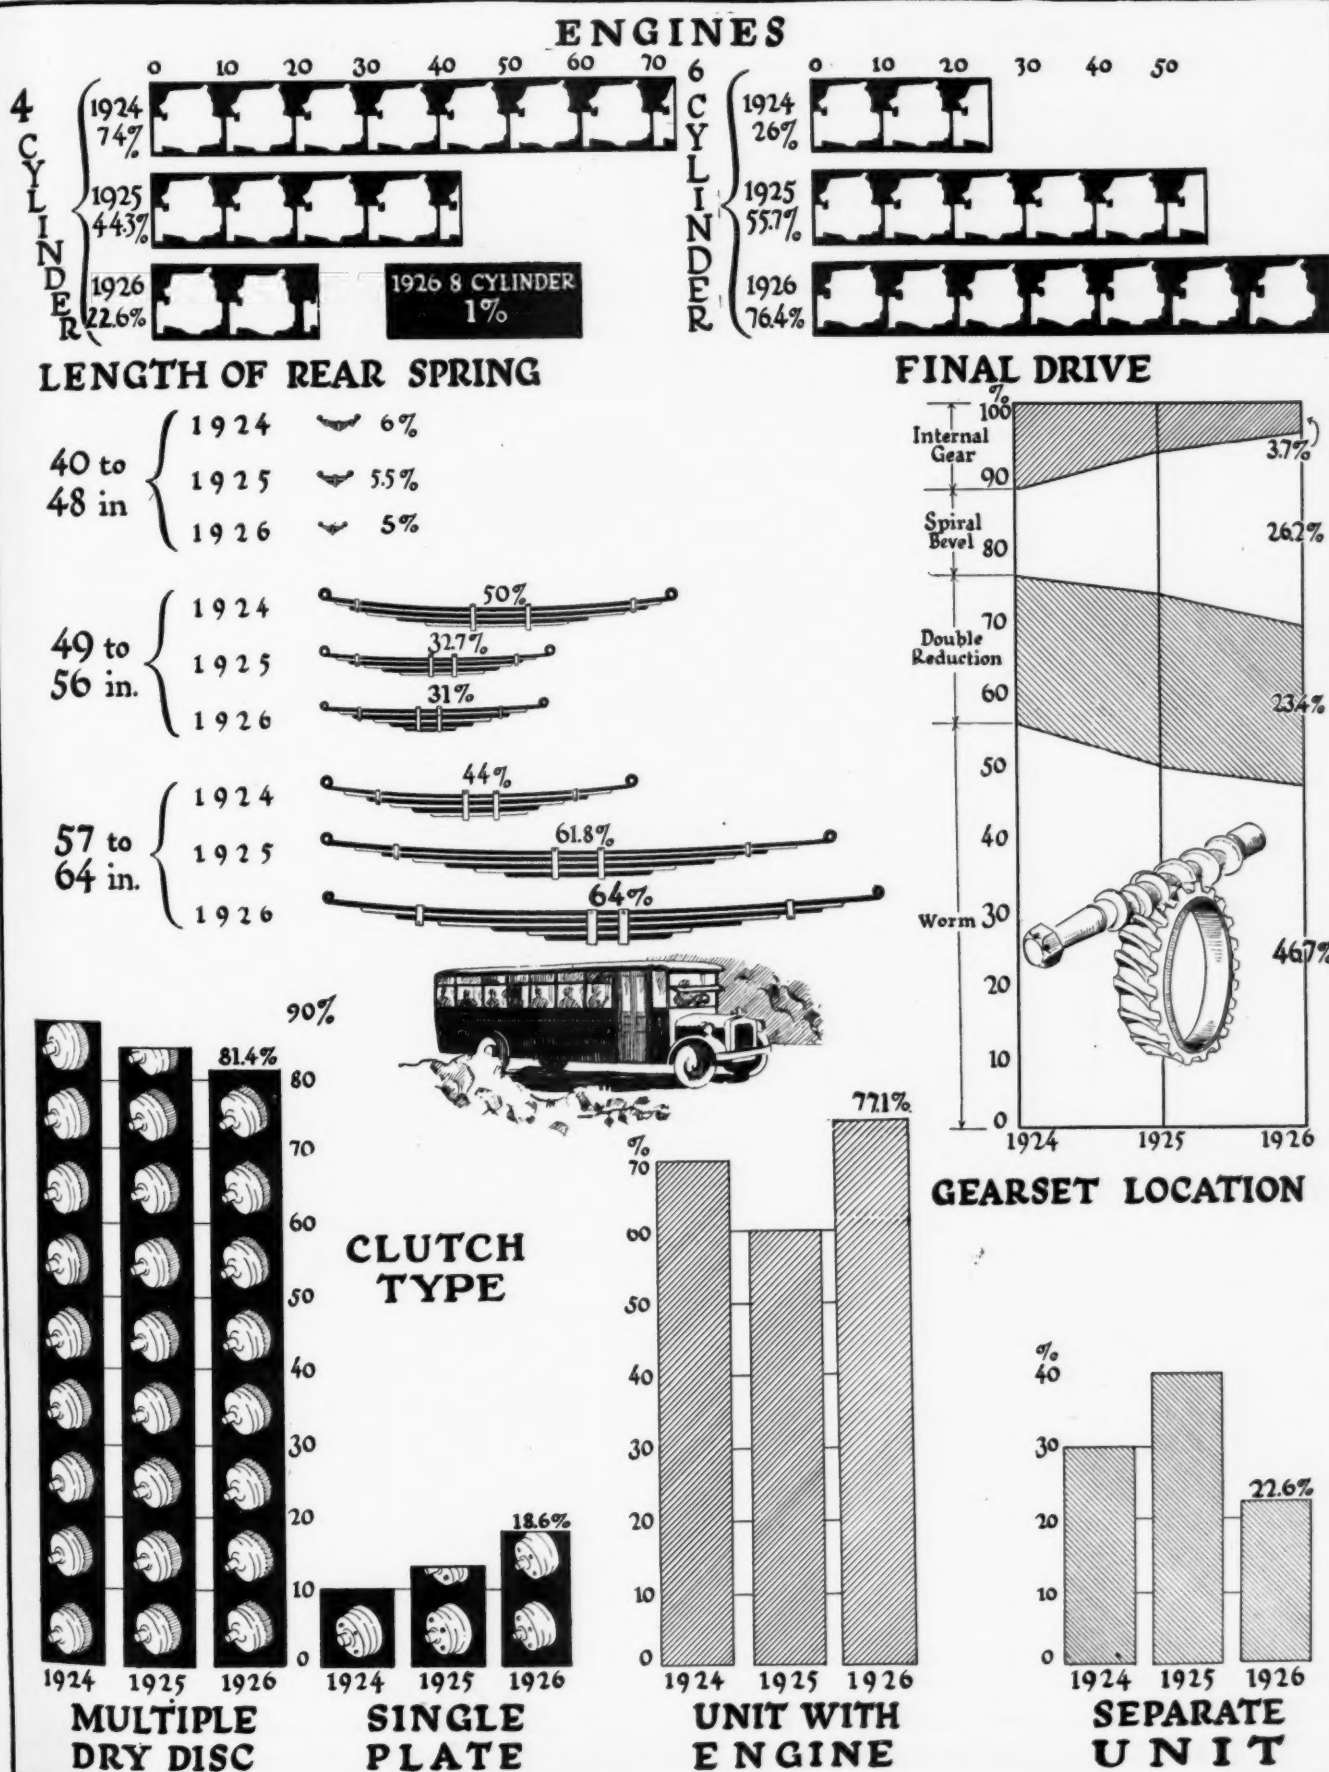 ENGINES
0 10 20 30 40 50 60 70
4 CYLINDER
1924
74%
1925
44.3%
1926
22.6%
1926 8 CYLINDER
1%
0 10 20 30 40 50
6 CYLINDER
1924
26%
1925
55.7%
1926
76.4%
LENGTH OF REAR SPRING
40 to
48 in
1924 6%
1925 5.5%
1926 5%
49 to
56 in.
1924 50%
1925 32.7%
1926 31%
57 to
64 in.
1924 44%
1925 61.8%
1926 64%
FINAL DRIVE
%
100
90
80
70
60
50
40
30
20
10
0
Internal
Gear
Spiral
Bevel
Double
Reduction
Worm
3.7%
26.2%
23.4%
46.7%
1924 1925 1926
CLUTCH
TYPE
90%
80
70
60
50
40
30
20
10
0
81.4%
1924 1925 1926
MULTIPLE
DRY DISC
18.6%
1924 1925 1926
SINGLE
PLATE
GEARSET LOCATION
%
70
60
50
40
30
20
10
0
77.1%
1924 1925 1926
UNIT WITH
ENGINE
%
40
30
20
10
0
22.6%
1924 1925 1926
SEPARATE
UNIT